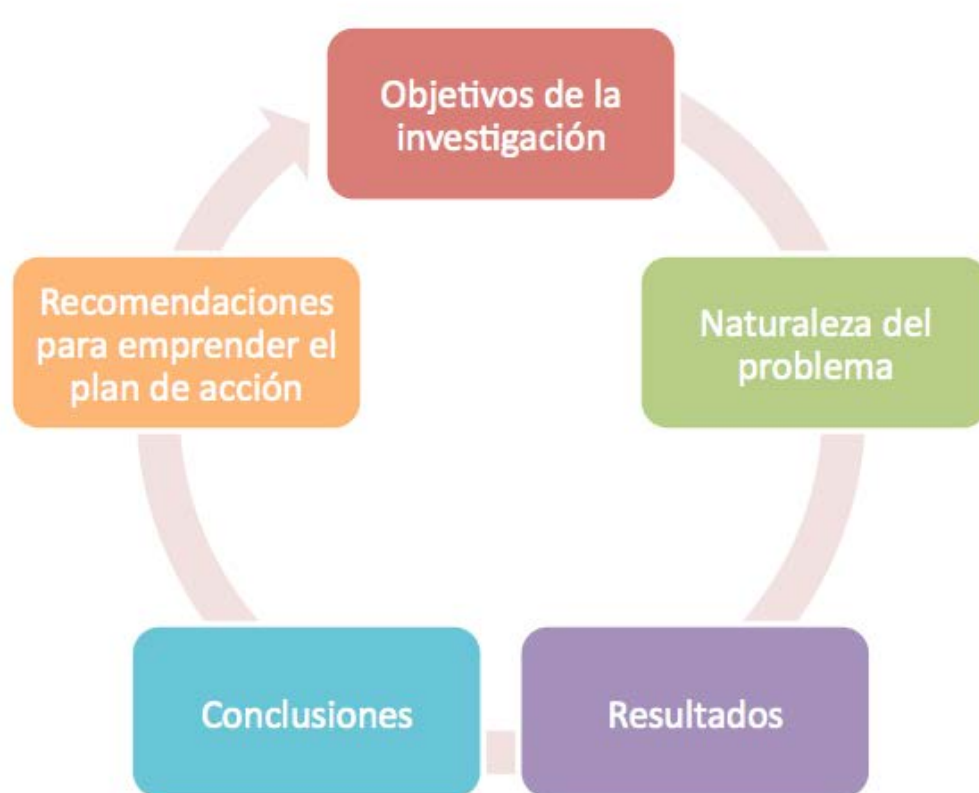 Objetivos de la
investigación
Naturaleza del
problema
Resultados
Conclusiones
Recomendaciones
para emprender el
plan de acción